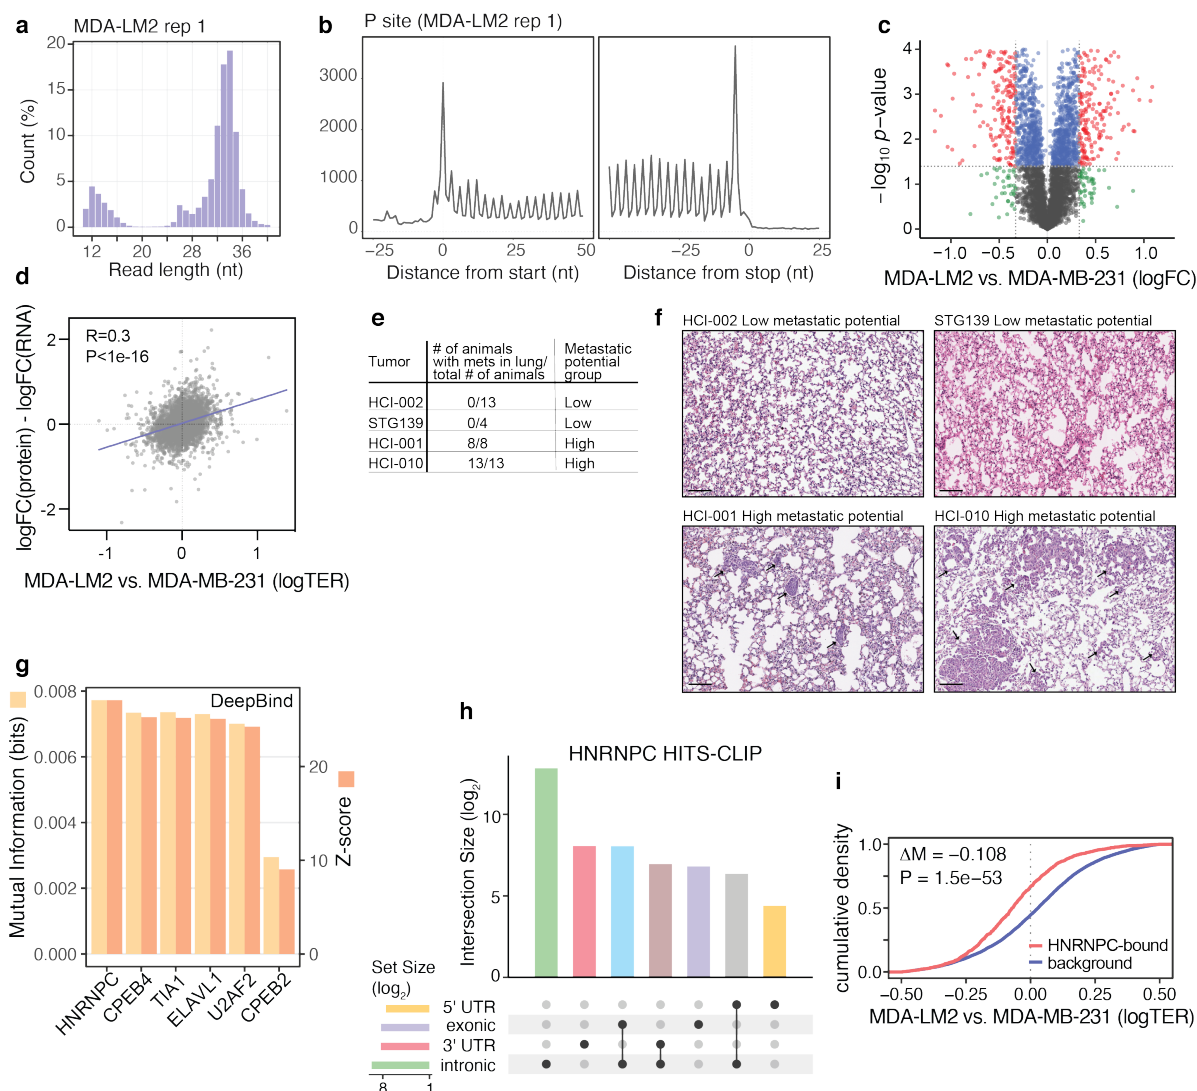 a
MDA-LM2 rep 1
20
15
10
5
0
Count (%)
12
20
28
36
Read length (nt)
b
P site (MDA-LM2 rep 1)
3000
2000
1000
0
−25
0
25
50
Distance from start (nt)
−25
0
25
Distance from stop (nt)
c
4
3
2
1
0
−log10 p−value
−1.0
−0.5
0.0
0.5
1.0
MDA-LM2 vs. MDA-MB-231 (logFC)
d
R=0.3
P<1e-16
2
0
-2
logFC(protein) - logFC(RNA)
-1
0
1
MDA-LM2 vs. MDA-MB-231 (logTER)
e
Tumor
# of animals
with mets in lung/
total # of animals
Metastatic
potential
group
HCI-002 0/13 Low
STG139 0/4 Low
HCI-001 8/8 High
HCI-010 13/13 High
f
HCI-002 Low metastatic potential
STG139 Low metastatic potential
HCI-001 High metastatic potential
HCI-010 High metastatic potential
g
DeepBind
0.008
0.006
0.004
0.002
0.000
Mutual Information (bits)
20
10
0
Z-score
HNRNPC
CPEB4
TIA1
ELAVL1
U2AF2
CPEB2
h
HNRNPC HITS-CLIP
10
5
0
Intersection Size (log2)
Set Size
(log2)
5' UTR
exonic
3' UTR
intronic
8
1
i
ΔM = −0.108
P = 1.5e−53
1.0
0.5
0.0
cumulative density
HNRNPC-bound
background
−0.50
−0.25
0.00
0.25
0.50
MDA-LM2 vs. MDA-MB-231 (logTER)